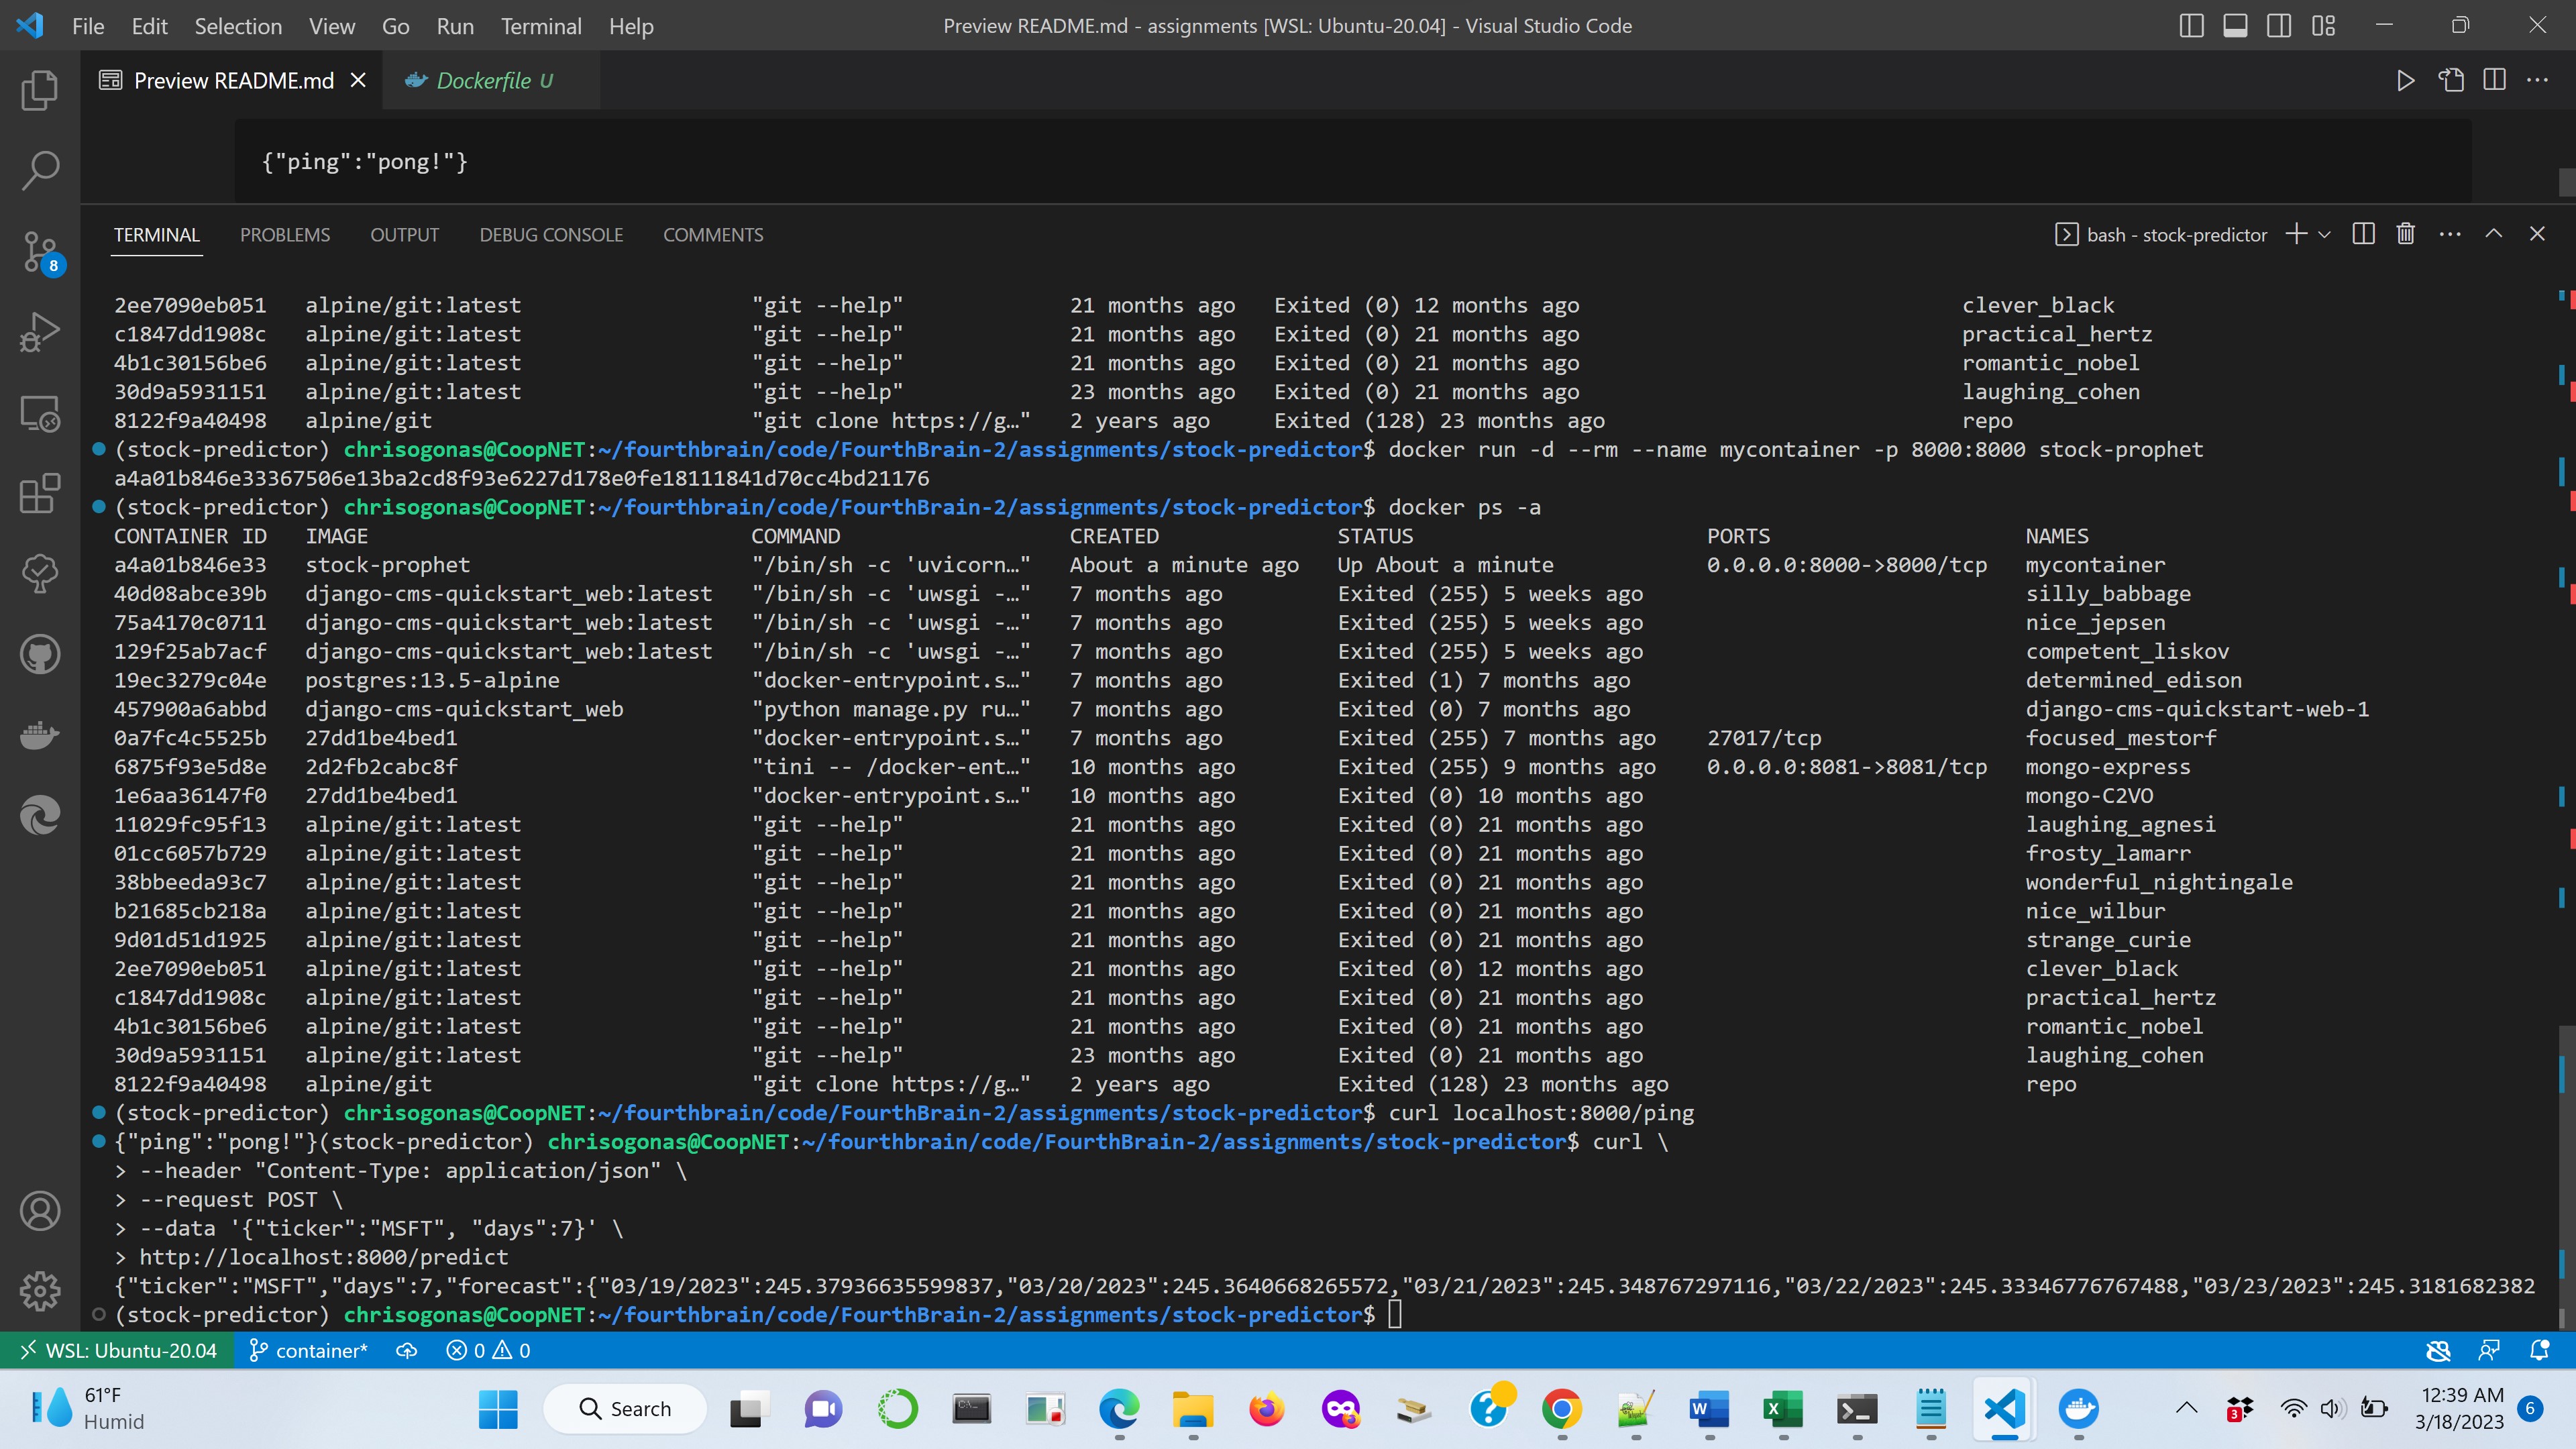 File Edit Selection View Go Run Terminal Help Preview README.md - assignments [WSL: Ubuntu-20.04] - Visual Studio Code
Preview README.md Dockerfile U
{"ping":"pong!"}
TERMINAL PROBLEMS OUTPUT DEBUG CONSOLE COMMENTS bash - stock-predictor
8
2ee7090eb051 alpine/git:latest "git --help" 21 months ago Exited (0) 12 months ago clever_black
c1847dd1908c alpine/git:latest "git --help" 21 months ago Exited (0) 21 months ago practical_hertz
4b1c30156be6 alpine/git:latest "git --help" 21 months ago Exited (0) 21 months ago romantic_nobel
30d9a5931151 alpine/git:latest "git --help" 23 months ago Exited (0) 21 months ago laughing_cohen
8122f9a40498 alpine/git "git clone https://g…" 2 years ago Exited (128) 23 months ago repo
(stock-predictor) chrisogonas@CoopNET:~/fourthbrain/code/FourthBrain-2/assignments/stock-predictor$ docker run -d --rm --name mycontainer -p 8000:8000 stock-prophet
a4a01b846e33367506e13ba2cd8f93e6227d178e0fe18111841d70cc4bd21176
(stock-predictor) chrisogonas@CoopNET:~/fourthbrain/code/FourthBrain-2/assignments/stock-predictor$ docker ps -a
CONTAINER ID IMAGE COMMAND CREATED STATUS PORTS NAMES
a4a01b846e33 stock-prophet "/bin/sh -c 'uvicorn…" About a minute ago Up About a minute 0.0.0.0:8000->8000/tcp mycontainer
40d08abce39b django-cms-quickstart_web:latest "/bin/sh -c 'uwsgi -…" 7 months ago Exited (255) 5 weeks ago silly_babbage
75a4170c0711 django-cms-quickstart_web:latest "/bin/sh -c 'uwsgi -…" 7 months ago Exited (255) 5 weeks ago nice_jepsen
129f25ab7acf django-cms-quickstart_web:latest "/bin/sh -c 'uwsgi -…" 7 months ago Exited (255) 5 weeks ago competent_liskov
19ec3279c04e postgres:13.5-alpine "docker-entrypoint.s…" 7 months ago Exited (1) 7 months ago determined_edison
457900a6abbd django-cms-quickstart_web "python manage.py ru…" 7 months ago Exited (0) 7 months ago django-cms-quickstart-web-1
0a7fc4c5525b 27dd1be4bed1 "docker-entrypoint.s…" 7 months ago Exited (255) 7 months ago 27017/tcp focused_mestorf
6875f93e5d8e 2d2fb2cabc8f "tini -- /docker-ent…" 10 months ago Exited (255) 9 months ago 0.0.0.0:8081->8081/tcp mongo-express
1e6aa36147f0 27dd1be4bed1 "docker-entrypoint.s…" 10 months ago Exited (0) 10 months ago mongo-C2VO
11029fc95f13 alpine/git:latest "git --help" 21 months ago Exited (0) 21 months ago laughing_agnesi
01cc6057b729 alpine/git:latest "git --help" 21 months ago Exited (0) 21 months ago frosty_lamarr
38bbeeda93c7 alpine/git:latest "git --help" 21 months ago Exited (0) 21 months ago wonderful_nightingale
b21685cb218a alpine/git:latest "git --help" 21 months ago Exited (0) 21 months ago nice_wilbur
9d01d51d1925 alpine/git:latest "git --help" 21 months ago Exited (0) 21 months ago strange_curie
2ee7090eb051 alpine/git:latest "git --help" 21 months ago Exited (0) 12 months ago clever_black
c1847dd1908c alpine/git:latest "git --help" 21 months ago Exited (0) 21 months ago practical_hertz
4b1c30156be6 alpine/git:latest "git --help" 21 months ago Exited (0) 21 months ago romantic_nobel
30d9a5931151 alpine/git:latest "git --help" 23 months ago Exited (0) 21 months ago laughing_cohen
8122f9a40498 alpine/git "git clone https://g…" 2 years ago Exited (128) 23 months ago repo
(stock-predictor) chrisogonas@CoopNET:~/fourthbrain/code/FourthBrain-2/assignments/stock-predictor$ curl localhost:8000/ping
{"ping":"pong!"}(stock-predictor) chrisogonas@CoopNET:~/fourthbrain/code/FourthBrain-2/assignments/stock-predictor$ curl \
> --header "Content-Type: application/json" \
> --request POST \
> --data '{"ticker":"MSFT", "days":7}' \
> http://localhost:8000/predict
{"ticker":"MSFT","days":7,"forecast":{"03/19/2023":245.37936635599837,"03/20/2023":245.3640668265572,"03/21/2023":245.348767297116,"03/22/2023":245.33346776767488,"03/23/2023":245.3181682382
(stock-predictor) chrisogonas@CoopNET:~/fourthbrain/code/FourthBrain-2/assignments/stock-predictor$
WSL: Ubuntu-20.04 container* 0 0
61°F
Humid
Search
3
12:39 AM
3/18/2023
6